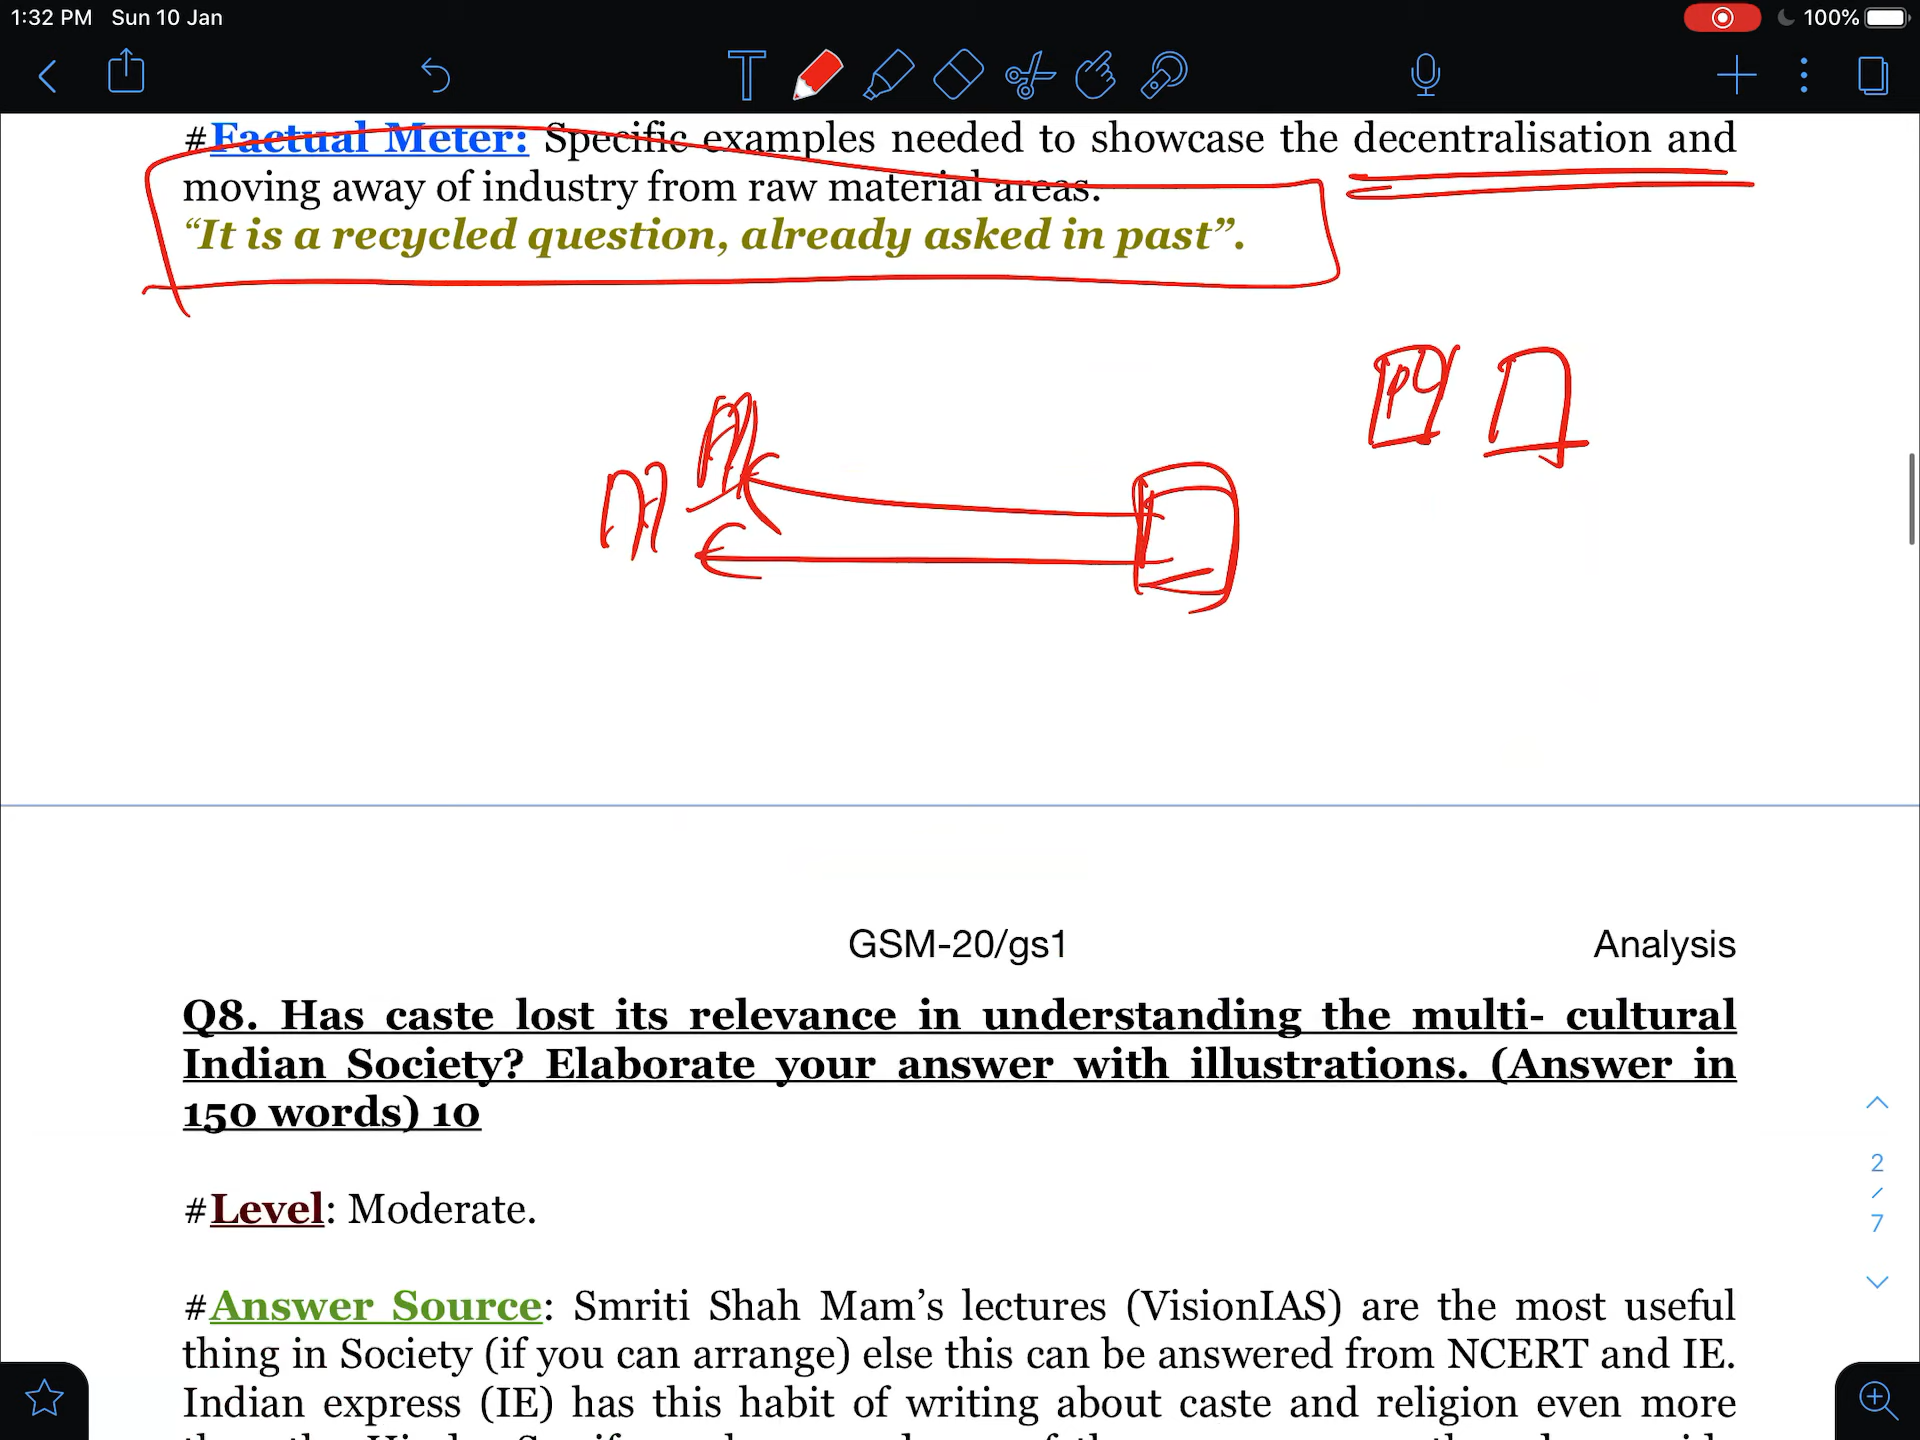 1:32 PM Sun 10 Jan
100%
#Factual Meter: Specific examples needed to showcase the decentralisation and
moving away of industry from raw material areas.
“It is a recycled question, already asked in past”.
GSM-20/gs1
Analysis
Q8. Has caste lost its relevance in understanding the multi- cultural
Indian Society? Elaborate your answer with illustrations. (Answer in
150 words) 10
2
/
7
#Level: Moderate.
#Answer Source: Smriti Shah Mam’s lectures (VisionIAS) are the most useful
thing in Society (if you can arrange) else this can be answered from NCERT and IE.
Indian express (IE) has this habit of writing about caste and religion even more